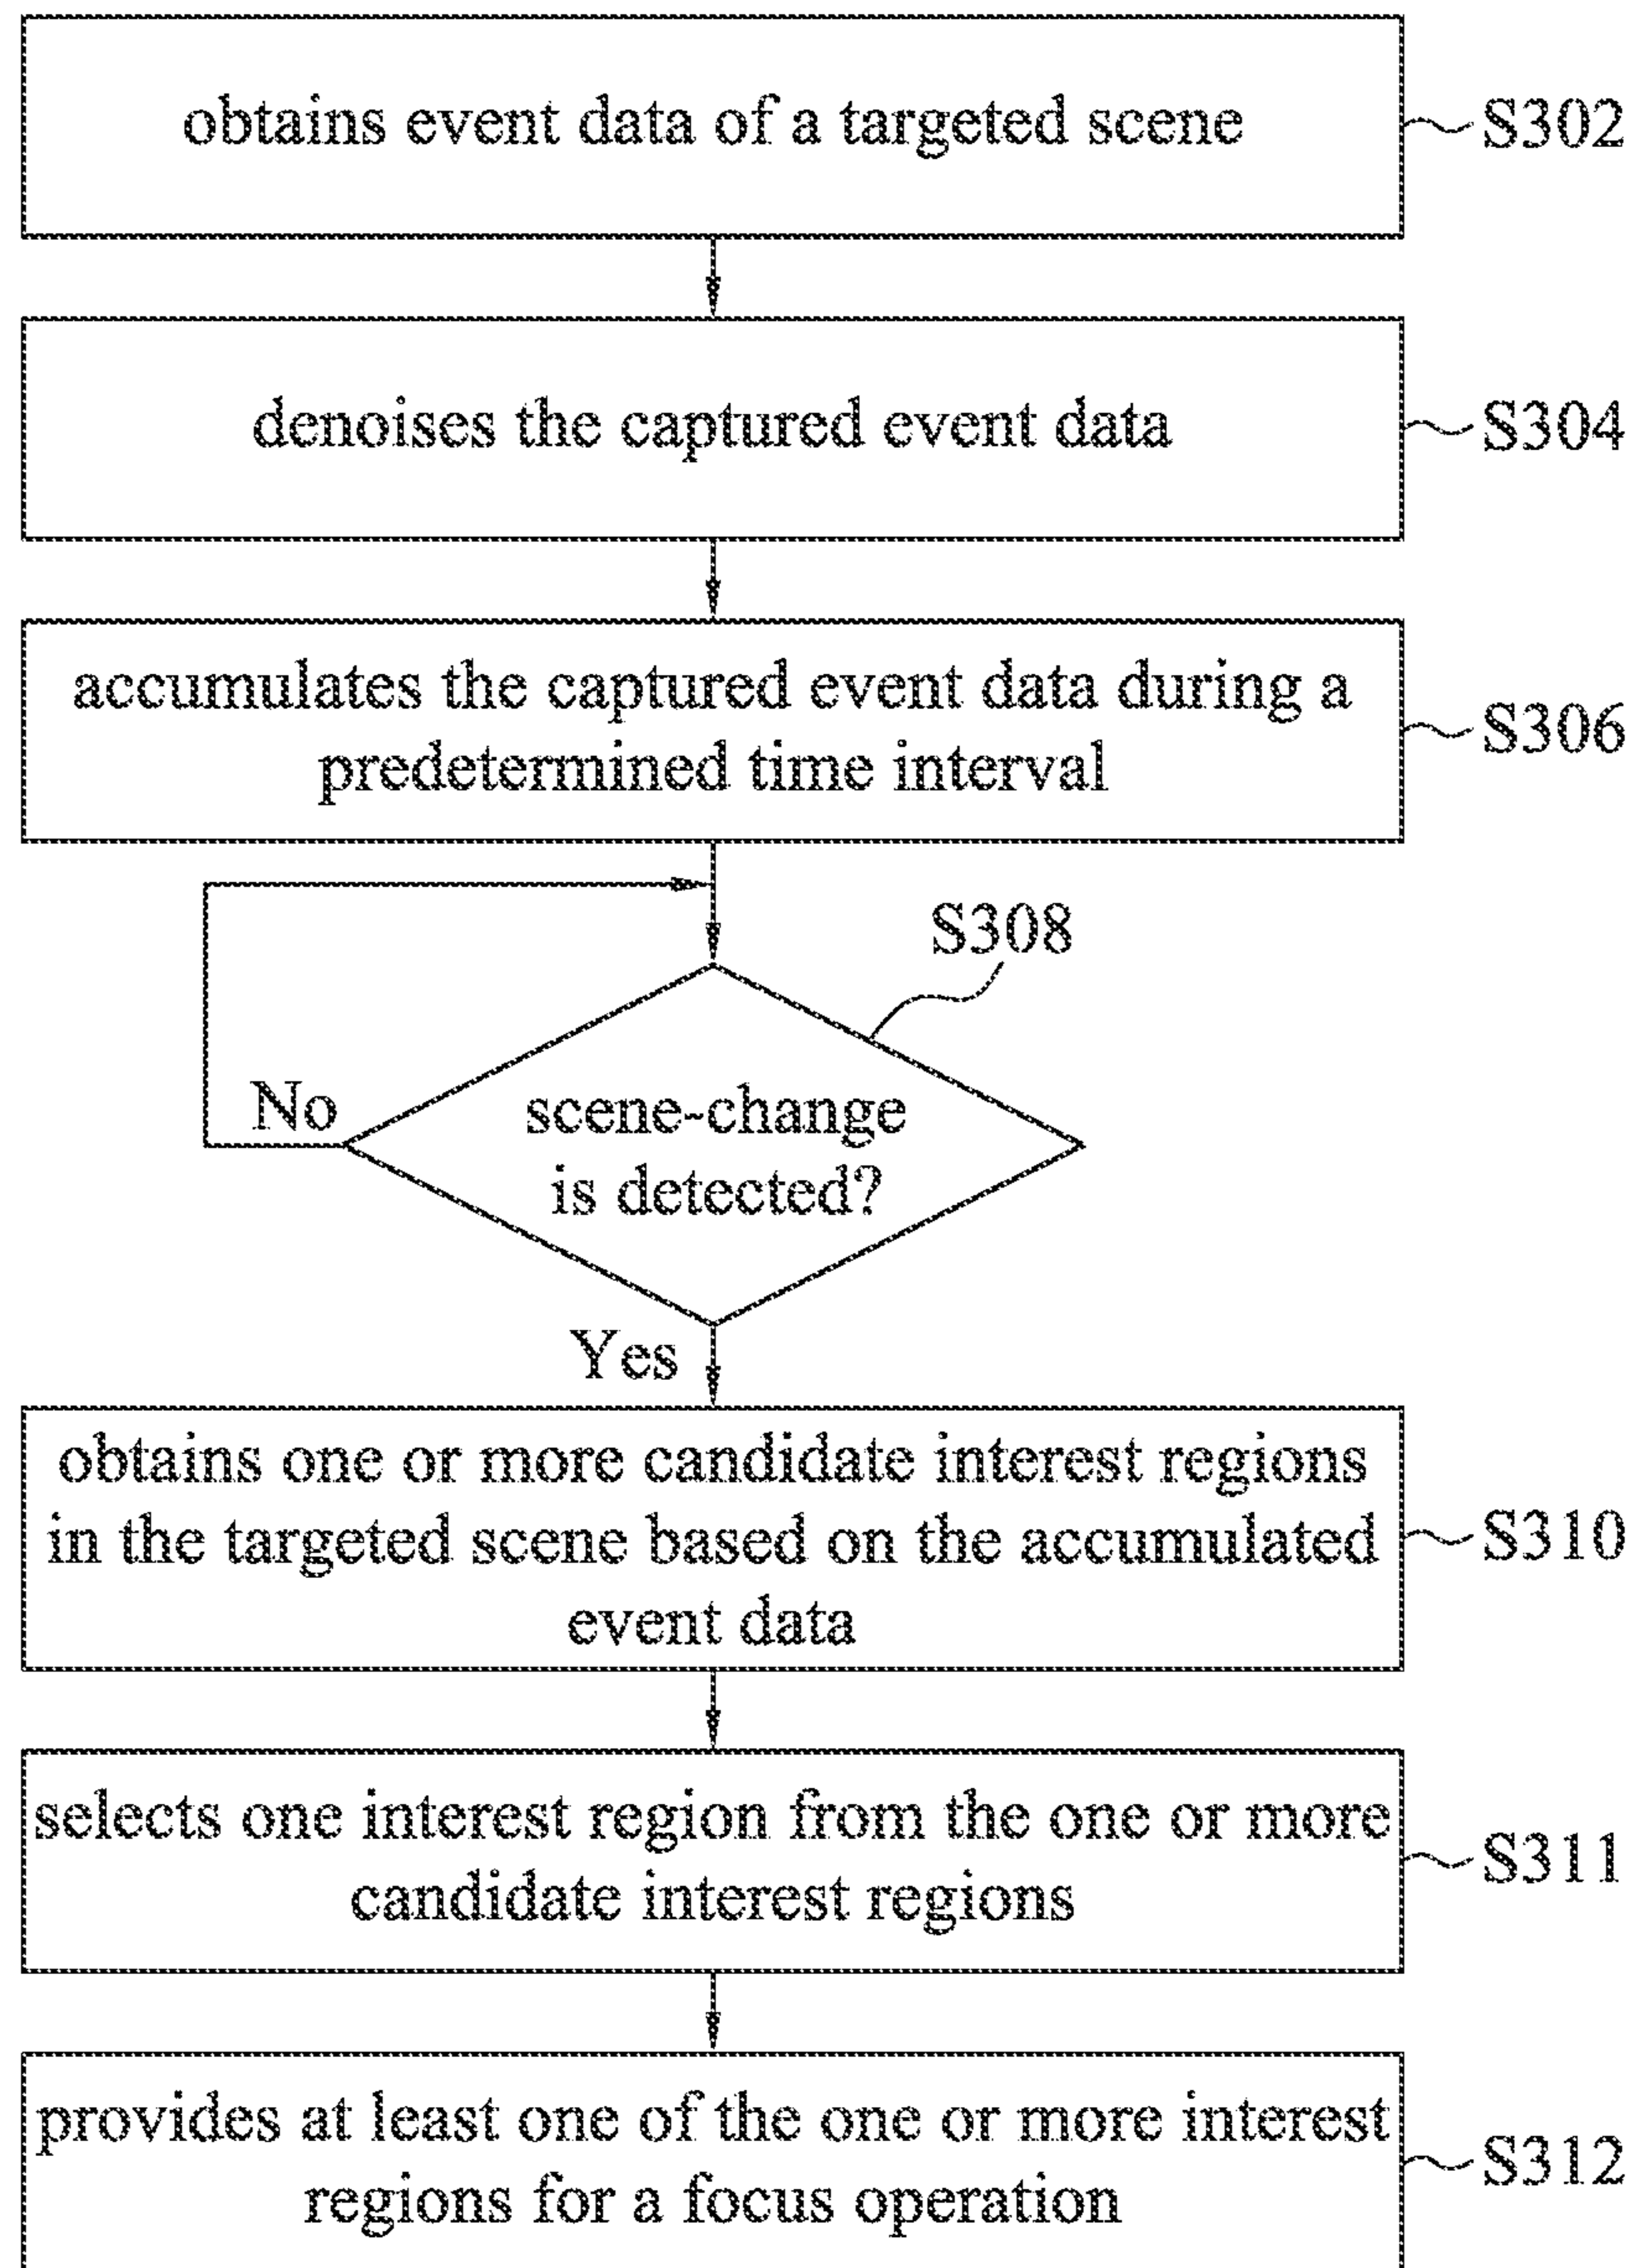 obtains event data of a targeted scene
S302
denoises the captured event data
S304
accumulates the captured event data during a
predetermined time interval
S306
S308
No
scene-change
is detected?
Yes
obtains one or more candidate interest regions
in the targeted scene based on the accumulated
event data
S310
selects one interest region from the one or more
candidate interest regions
S311
provides at least one of the one or more interest
regions for a focus operation
S312